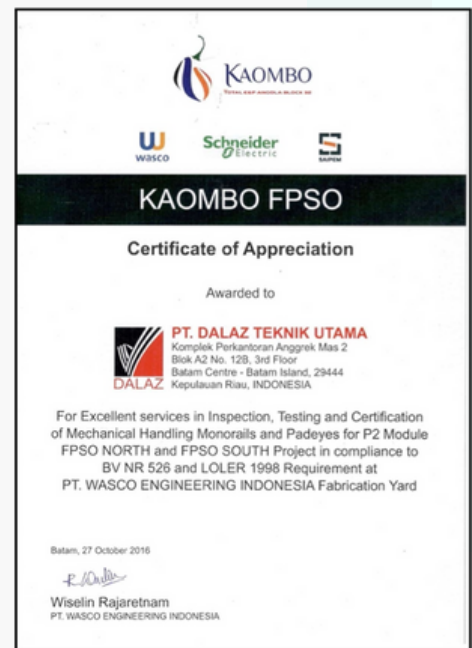 KAOMBO
TOTAL E&P ANGOLA BLOCK 32
wasco
Schneider
Electric
SAIPEM
KAOMBO FPSO
Certificate of Appreciation
Awarded to
DALAZ
PT. DALAZ TEKNIK UTAMA
Komplek Perkantoran Anggrek Mas 2
Blok A2 No. 12B, 3rd Floor
Batam Centre - Batam Island, 29444
Kepulauan Riau, INDONESIA
For Excellent services in Inspection, Testing and Certification
of Mechanical Handling Monorails and Padeyes for P2 Module
FPSO NORTH and FPSO SOUTH Project in compliance to
BV NR 526 and LOLER 1998 Requirement at
PT. WASCO ENGINEERING INDONESIA Fabrication Yard
Batam, 27 October 2016
Wiselin Rajaretnam
PT. WASCO ENGINEERING INDONESIA